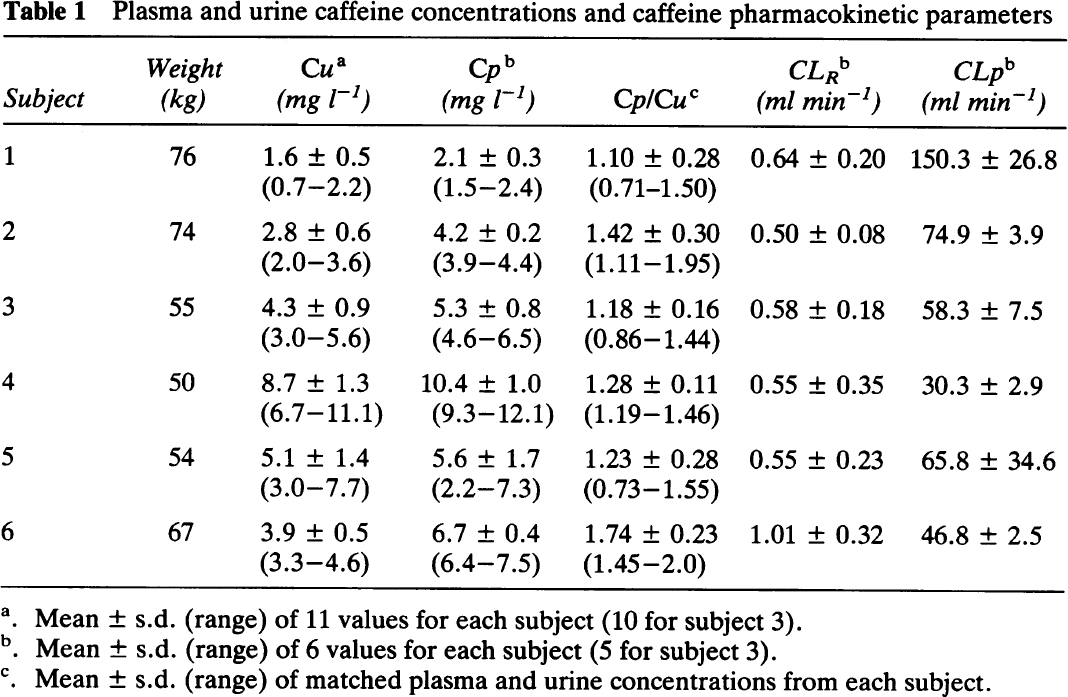 Table 1 Plasma and urine caffeine concentrations and caffeine pharmacokinetic parameters
Weight Cuᵃ Cpᵇ CL_Rᵇ CLpᵇ
Subject (kg) (mg l⁻¹) (mg l⁻¹) Cp/Cuᶜ (ml min⁻¹) (ml min⁻¹)
1 76 1.6 ± 0.5 2.1 ± 0.3 1.10 ± 0.28 0.64 ± 0.20 150.3 ± 26.8
(0.7–2.2) (1.5–2.4) (0.71–1.50)
2 74 2.8 ± 0.6 4.2 ± 0.2 1.42 ± 0.30 0.50 ± 0.08 74.9 ± 3.9
(2.0–3.6) (3.9–4.4) (1.11–1.95)
3 55 4.3 ± 0.9 5.3 ± 0.8 1.18 ± 0.16 0.58 ± 0.18 58.3 ± 7.5
(3.0–5.6) (4.6–6.5) (0.86–1.44)
4 50 8.7 ± 1.3 10.4 ± 1.0 1.28 ± 0.11 0.55 ± 0.35 30.3 ± 2.9
(6.7–11.1) (9.3–12.1) (1.19–1.46)
5 54 5.1 ± 1.4 5.6 ± 1.7 1.23 ± 0.28 0.55 ± 0.23 65.8 ± 34.6
(3.0–7.7) (2.2–7.3) (0.73–1.55)
6 67 3.9 ± 0.5 6.7 ± 0.4 1.74 ± 0.23 1.01 ± 0.32 46.8 ± 2.5
(3.3–4.6) (6.4–7.5) (1.45–2.0)
ᵃ. Mean ± s.d. (range) of 11 values for each subject (10 for subject 3).
ᵇ. Mean ± s.d. (range) of 6 values for each subject (5 for subject 3).
ᶜ. Mean ± s.d. (range) of matched plasma and urine concentrations from each subject.